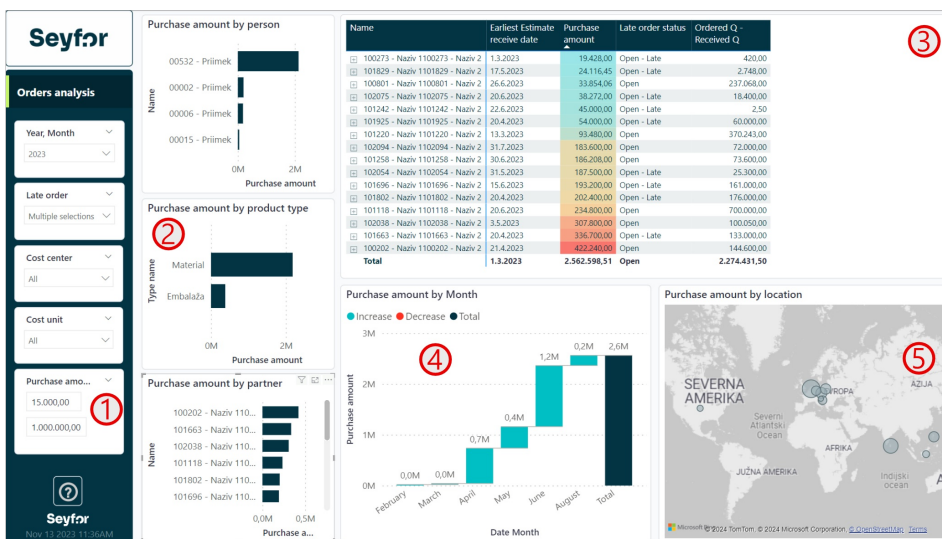 Seyfor
Orders analysis
Year, Month
2023
Late order
Multiple selections
Cost center
All
Cost unit
All
Purchase amo...
15.000,00
1.000.000,00
1
Seyfor
Nov 13 2023 11:36AM
Purchase amount by person
Name
00532 - Priimek
00002 - Priimek
00006 - Priimek
00015 - Priimek
0M 2M
Purchase amount
Purchase amount by product type
2
Type name
Material
Embalaža
0M 2M
Purchase amount
Purchase amount by partner
Name
100202 - Naziv 110...
101663 - Naziv 110...
102038 - Naziv 110...
101118 - Naziv 110...
101802 - Naziv 110...
101696 - Naziv 110...
0,0M 0,5M
Purchase a...
3
Name Earliest Estimate receive date Purchase amount Late order status Ordered Q - Received Q
100273 - Naziv 1100273 - Naziv 2 1.3.2023 19.428,00 Open - Late 420,00
101829 - Naziv 1101829 - Naziv 2 17.5.2023 24.116,45 Open - Late 2.748,00
100801 - Naziv 1100801 - Naziv 2 26.6.2023 33.854,06 Open 237.068,00
102075 - Naziv 1102075 - Naziv 2 20.6.2023 38.272,00 Open - Late 18.400,00
101242 - Naziv 1101242 - Naziv 2 22.6.2023 45.000,00 Open - Late 2,50
101925 - Naziv 1101925 - Naziv 2 20.4.2023 54.000,00 Open - Late 60.000,00
101220 - Naziv 1101220 - Naziv 2 13.3.2023 93.480,00 Open 370.243,00
102094 - Naziv 1102094 - Naziv 2 31.7.2023 183.600,00 Open 72.000,00
101258 - Naziv 1101258 - Naziv 2 30.6.2023 186.208,00 Open 73.600,00
102054 - Naziv 1102054 - Naziv 2 31.5.2023 187.500,00 Open - Late 25.300,00
101696 - Naziv 1101696 - Naziv 2 15.6.2023 193.200,00 Open - Late 161.000,00
101802 - Naziv 1101802 - Naziv 2 20.4.2023 202.400,00 Open - Late 176.000,00
101118 - Naziv 1101118 - Naziv 2 20.6.2023 234.800,00 Open 700.000,00
102038 - Naziv 1102038 - Naziv 2 3.5.2023 307.800,00 Open 100.050,00
101663 - Naziv 1101663 - Naziv 2 20.4.2023 336.700,00 Open - Late 133.000,00
100202 - Naziv 1100202 - Naziv 2 21.4.2023 422.240,00 Open 144.600,00
Total 1.3.2023 2.562.598,51 Open 2.274.431,50
Purchase amount by Month
Increase Decrease Total
4
Purchase amount
3M
2M
1M
0M
0,0M 0,0M 0,7M 0,4M 1,2M 0,2M 2,6M
February March April May June August Total
Date Month
Purchase amount by location
5
SEVERNA
AMERIKA
Severni
Atlantski
Ocean
AZIJA
AFRIKA
JUŽNA AMERIKA
Indijski
ocean
© 2024 TomTom, © 2024 Microsoft Corporation, © OpenStreetMap Terms